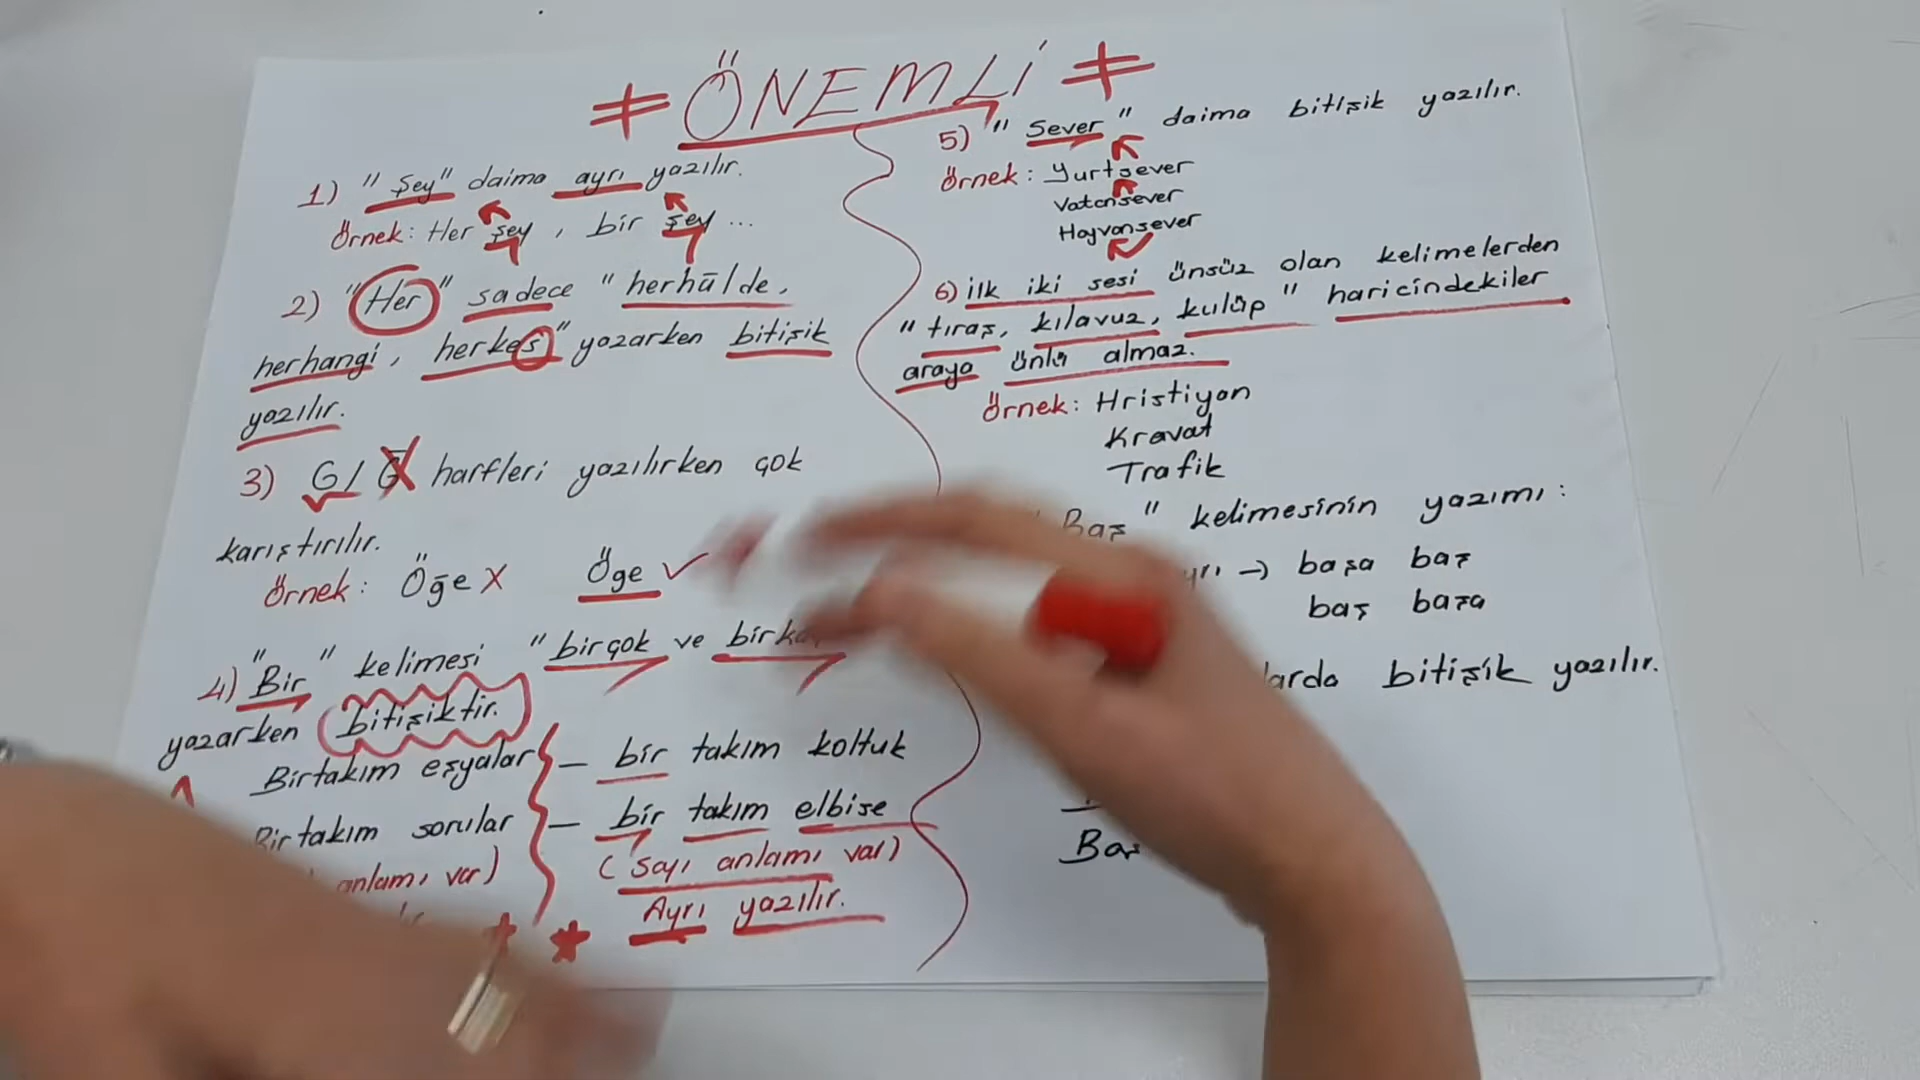 ÖNEMLİ
1) "Şey" daima ayrı yazılır.
Örnek: Her şey, bir şey ...
2) "Her" sadece "herhâlde,
herhangi, herkes" yazarken bitişik
yazılır.
3) G/ Ğ harfleri yazılırken çok
karıştırılır.
Örnek: Öğe X Öge ✓
4) "Bir" kelimesi "birçok ve
yazarken bitişiktir.
Birtakım eşyalar
Birtakım sorular
anlamı var)
- bir takım koltuk
- bir takım elbise
(Sayı anlamı var)
Ayrı yazılır.
5) "Sever" daima bitişik yazılır.
Örnek: Yurtsever
Vatansever
Hayvansever
6) ilk iki sesi ünsüz olan kelimelerden
"tıraş, kılavuz, kulüp" haricindekiler
araya ünlü almaz.
Örnek: Hristiyan
Kravat
Trafik
Baş" kelimesinin yazımı:
→ başa baş
baş başa
bitişik yazılır.